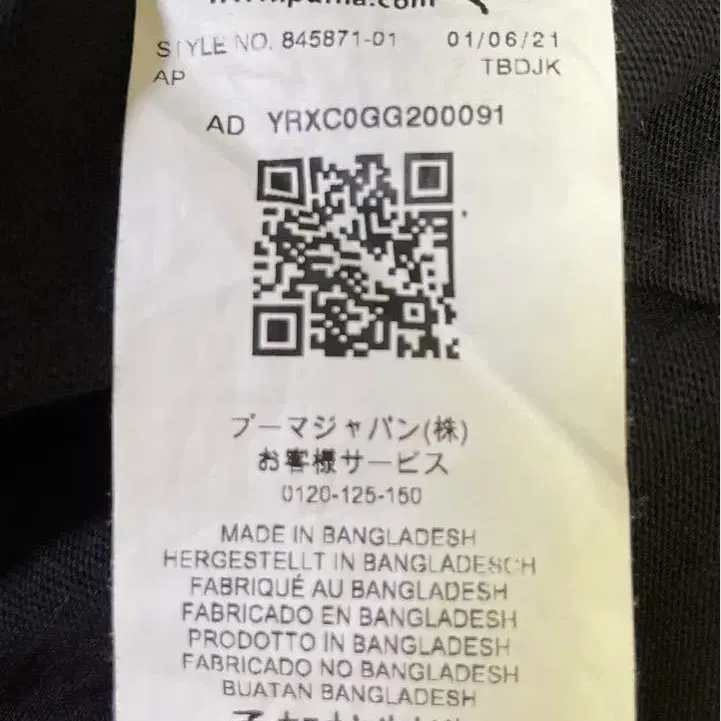 STYLE NO. 845871-01 01/06/21
AP TBDJK
AD YRXC0GG200091
プーマジャパン(株)
お客様サービス
0120-125-150
MADE IN BANGLADESH
HERGESTELLT IN BANGLADESCH
FABRIQUÉ AU BANGLADESH
FABRICADO EN BANGLADESH
PRODOTTO IN BANGLADESH
FABRICADO NO BANGLADESH
BUATAN BANGLADESH